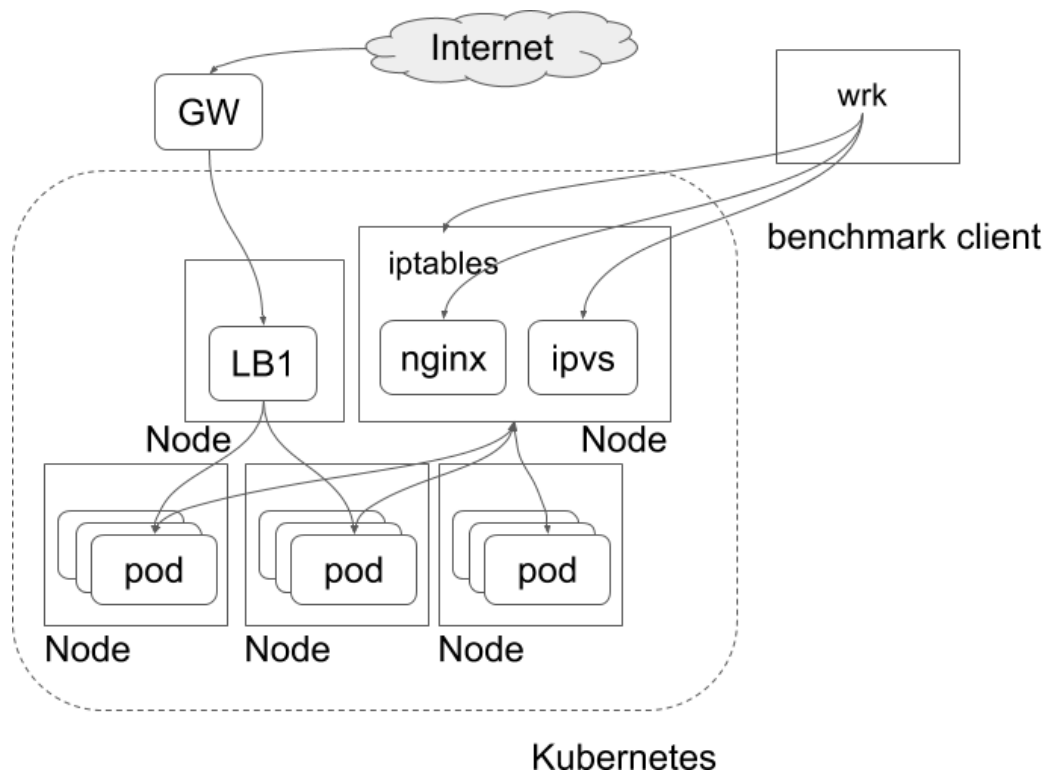 Internet
GW
wrk
benchmark client
iptables
LB1
nginx
ipvs
Node
Node
pod
pod
pod
Node
Node
Node
Kubernetes